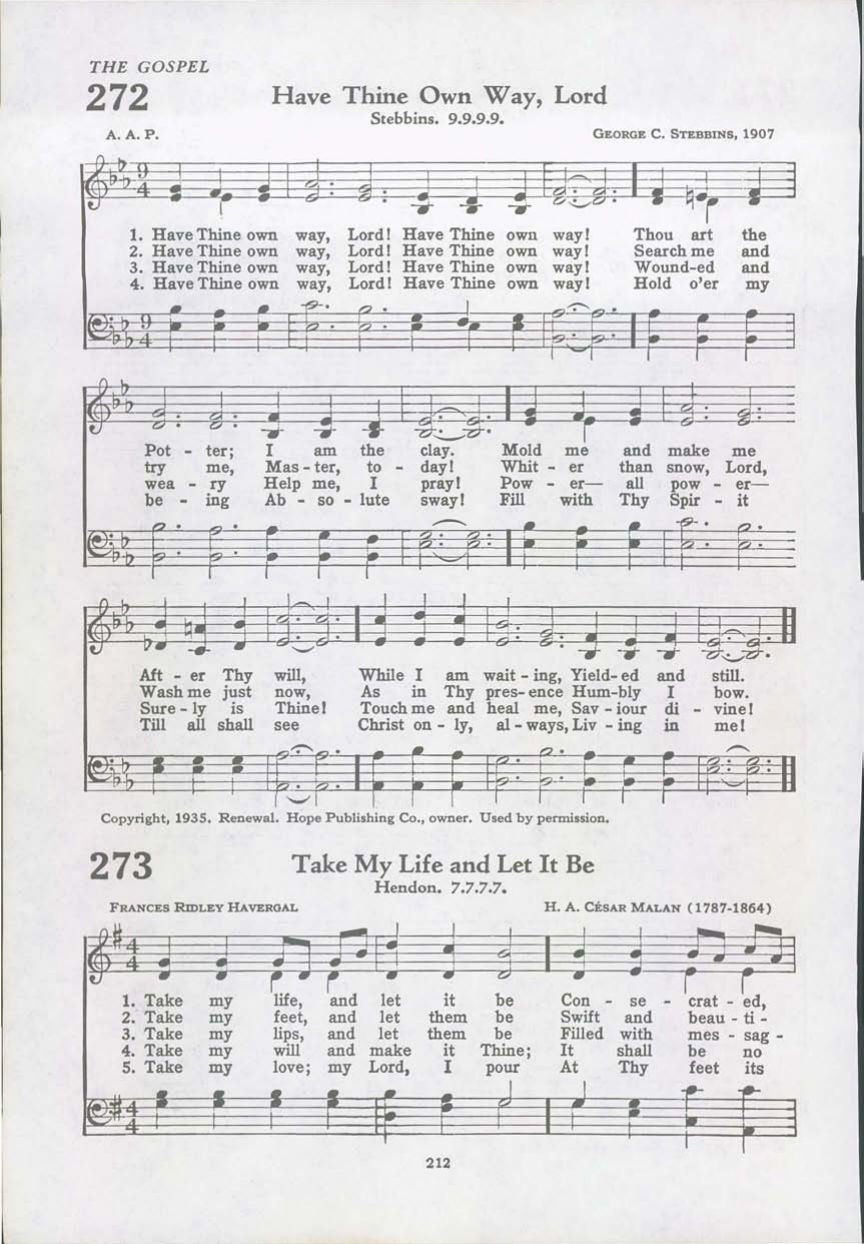 THE GOSPEL
272 Have Thine Own Way, Lord
Stebbins. 9.9.9.9.
A. A. P. GEORGE C. STEBBINS, 1907
9 4
1. Have Thine own way, Lord! Have Thine own way! Thou art the
2. Have Thine own way, Lord! Have Thine own way! Search me and
3. Have Thine own way, Lord! Have Thine own way! Wound-ed and
4. Have Thine own way, Lord! Have Thine own way! Hold o'er my
9 4
Pot - ter; I am the clay. Mold me and make me
try me, Mas - ter, to - day! Whit - er than snow, Lord,
wea - ry Help me, I pray! Pow - er— all pow - er—
be - ing Ab - so - lute sway! Fill with Thy Spir - it
Aft - er Thy will, While I am wait - ing, Yield-ed and still.
Wash me just now, As in Thy pres-ence Hum-bly I bow.
Sure - ly is Thine! Touch me and heal me, Sav - iour di - vine!
Till all shall see Christ on - ly, al - ways, Liv - ing in me!
Copyright, 1935. Renewal. Hope Publishing Co., owner. Used by permission.
273 Take My Life and Let It Be
Hendon. 7.7.7.7.
FRANCES RIDLEY HAVERGAL H. A. CÉSAR MALAN (1787-1864)
4 4
1. Take my life, and let it be Con - se - crat - ed,
2. Take my feet, and let them be Swift and beau - ti -
3. Take my lips, and let them be Filled with mes - sag -
4. Take my will and make it Thine; It shall be no
5. Take my love; my Lord, I pour At Thy feet its
4 4
212